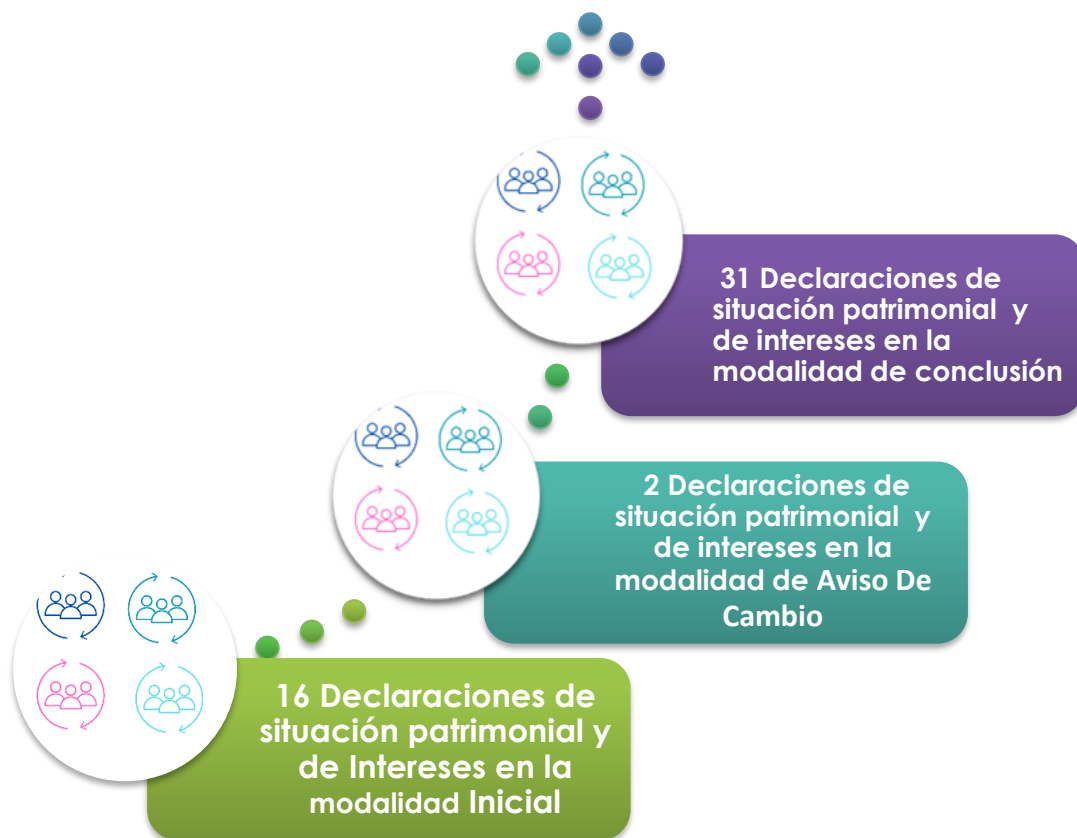 31 Declaraciones de
situación patrimonial y
de intereses en la
modalidad de conclusión
2 Declaraciones de
situación patrimonial y
de intereses en la
modalidad de Aviso De
Cambio
16 Declaraciones de
situación patrimonial y
de Intereses en la
modalidad Inicial